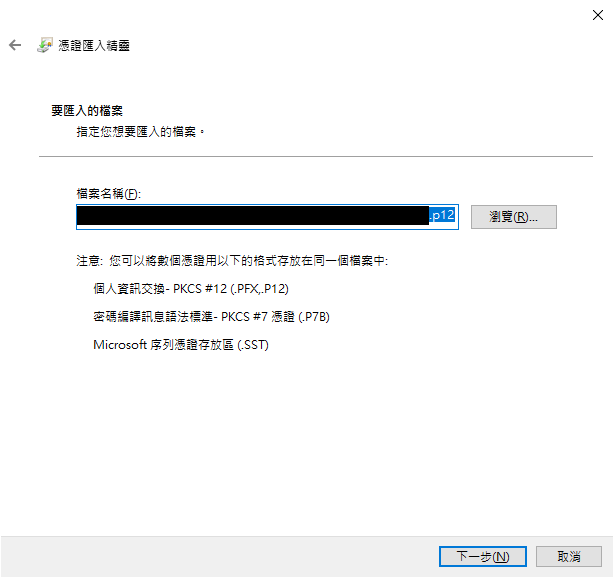 憑證匯入精靈
要匯入的檔案
指定您想要匯入的檔案。
檔案名稱(F):
.p12
瀏覽(R)...
注意: 您可以將數個憑證用以下的格式存放在同一個檔案中:
個人資訊交換- PKCS #12 (.PFX,.P12)
密碼編譯訊息語法標準- PKCS #7 憑證 (.P7B)
Microsoft 序列憑證存放區 (.SST)
下一步(N)
取消